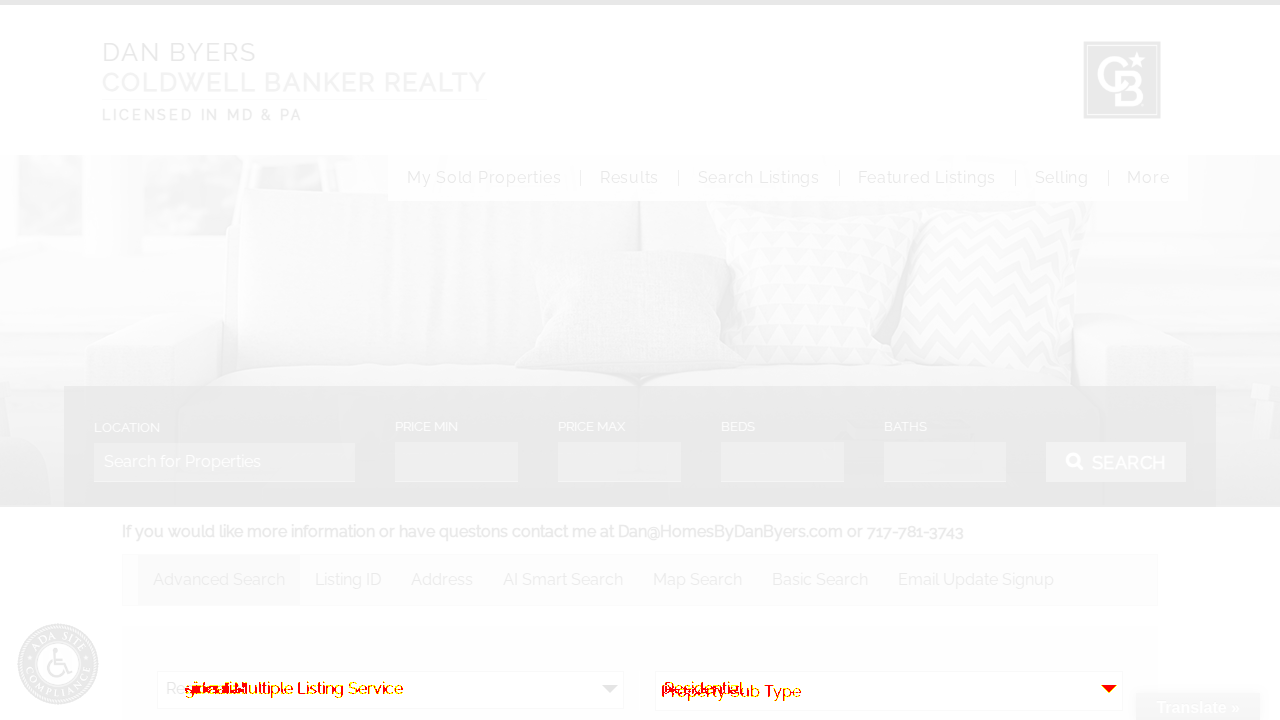 DAN BYERS
COLDWELL BANKER REALTY
LICENSED IN MD & PA
CB
My Sold Properties
Results
Search Listings
Featured Listings
Selling
More
LOCATION
PRICE MIN
PRICE MAX
BEDS
BATHS
Search for Properties
SEARCH
If you would like more information or have questons contact me at Dan@HomesByDanByers.com or 717-781-3743
Advanced Search
Listing ID
Address
AI Smart Search
Map Search
Basic Search
Email Update Signup
ADA SITE COMPLIANCE
Multiple Listing Service
Residential
Property Sub Type
Translate »